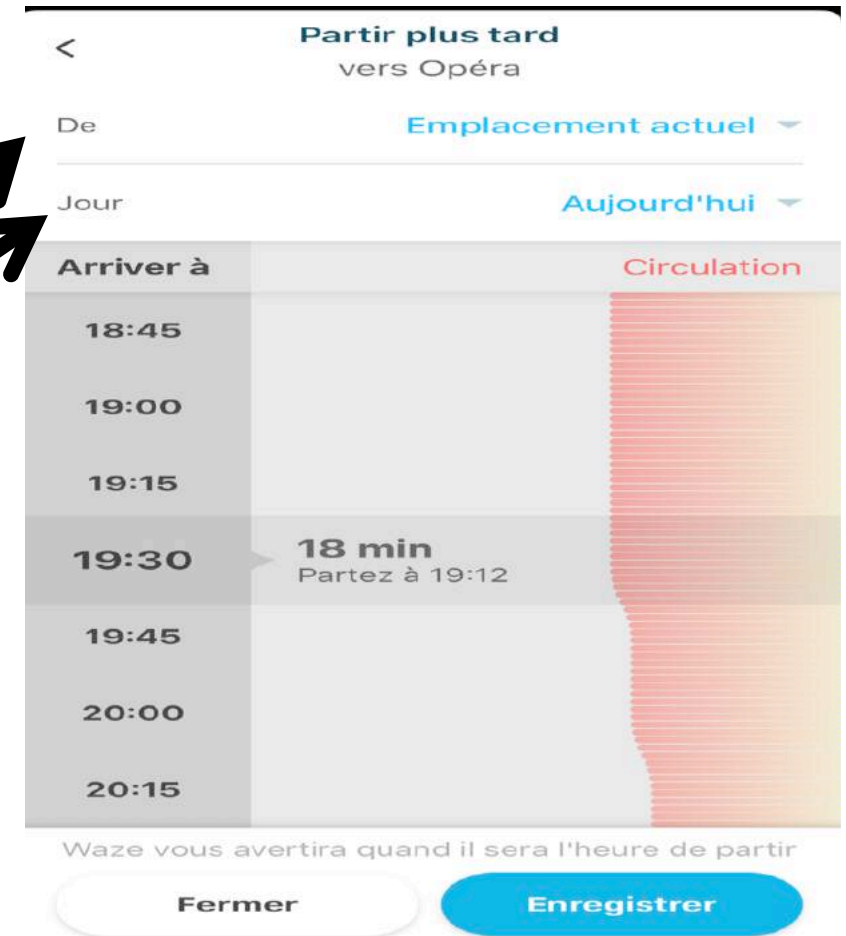 <
Partir plus tard
vers Opéra
De Emplacement actuel
Jour Aujourd'hui
Arriver à Circulation
18:45
19:00
19:15
19:30 18 min
Partez à 19:12
19:45
20:00
20:15
Waze vous avertira quand il sera l'heure de partir
Fermer Enregistrer